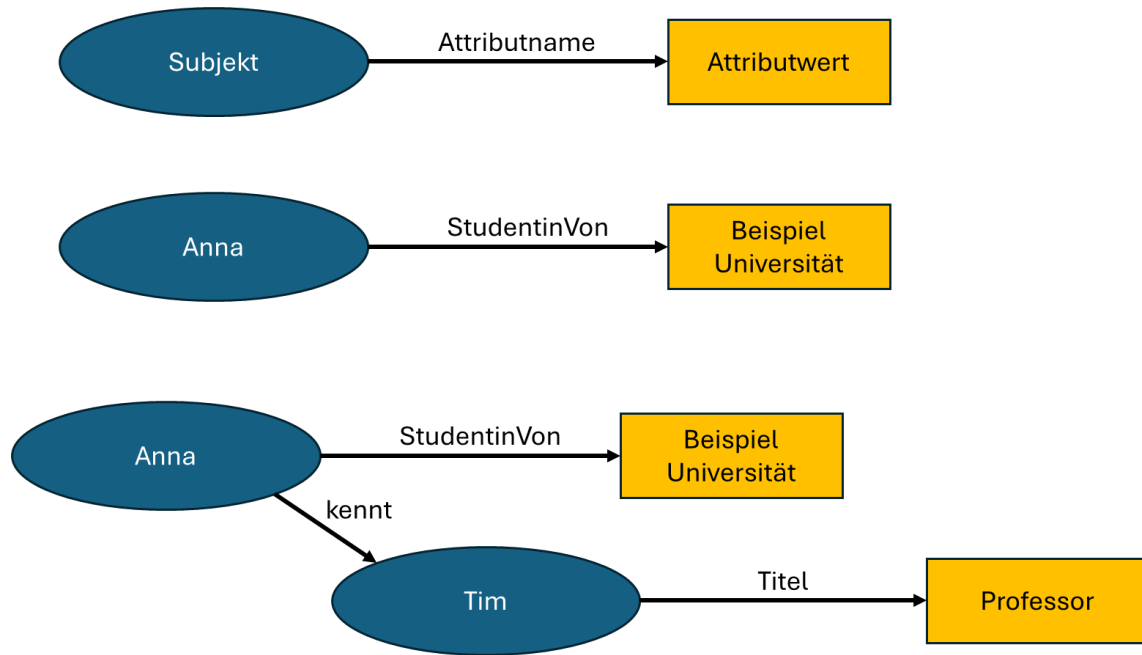 Subjekt
Attributname
Attributwert
Anna
StudentinVon
Beispiel
Universität
Anna
StudentinVon
Beispiel
Universität
kennt
Tim
Titel
Professor